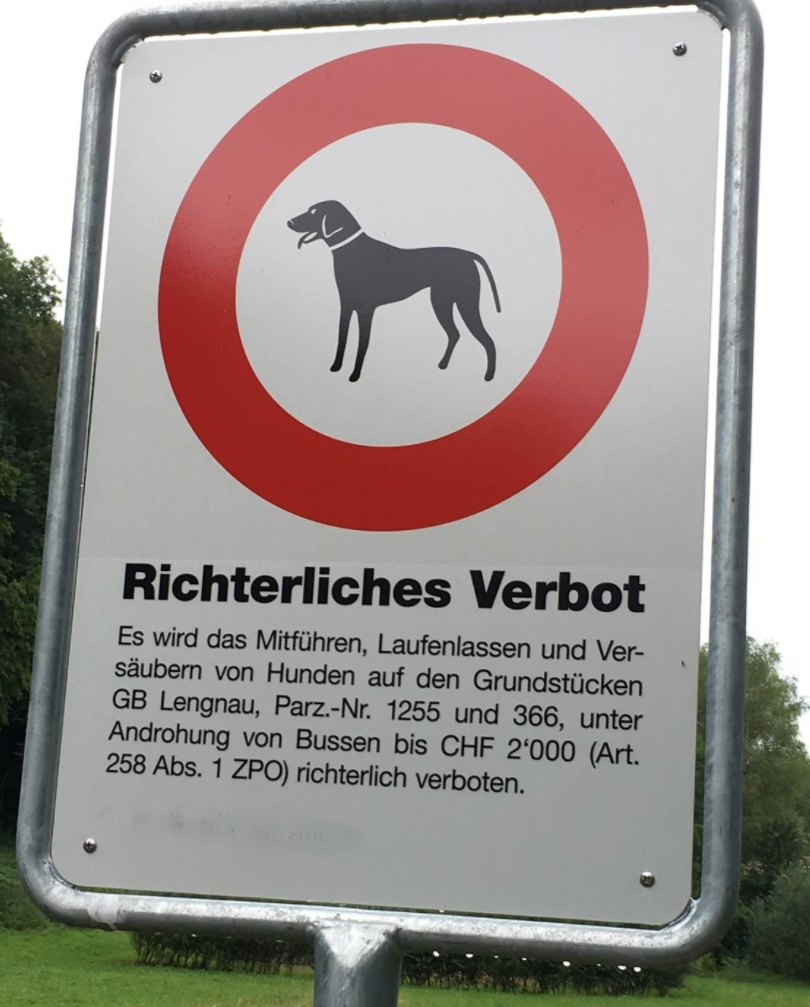 Richterliches Verbot
Es wird das Mitführen, Laufenlassen und Ver-
säubern von Hunden auf den Grundstücken
GB Lengnau, Parz.-Nr. 1255 und 366, unter
Androhung von Bussen bis CHF 2‘000 (Art.
258 Abs. 1 ZPO) richterlich verboten.